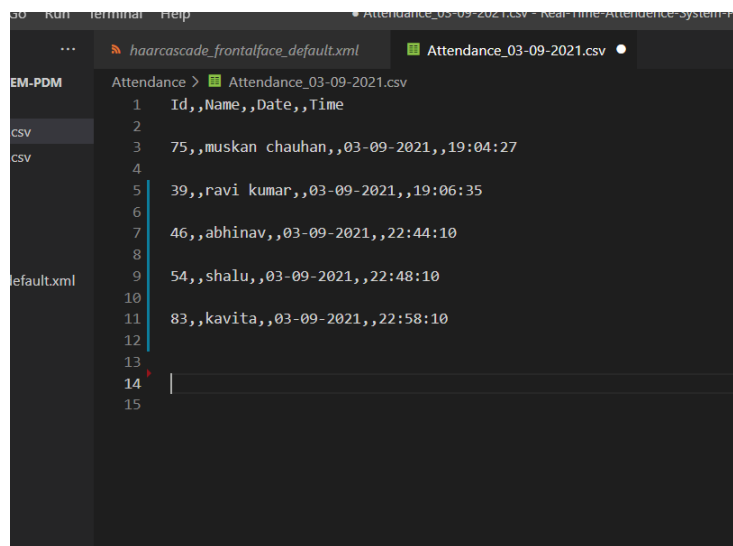 Go Run Terminal Help
Attendance_03-09-2021.csv - Real-Time-Attendence-System-
... haarcascade_frontalface_default.xml Attendance_03-09-2021.csv
EM-PDM Attendance > Attendance_03-09-2021.csv
1 Id,,Name,,Date,,Time
csv 2
3 75,,muskan chauhan,,03-09-2021,,19:04:27
csv 4
5 39,,ravi kumar,,03-09-2021,,19:06:35
6
7 46,,abhinav,,03-09-2021,,22:44:10
8
efault.xml 9 54,,shalu,,03-09-2021,,22:48:10
10
11 83,,kavita,,03-09-2021,,22:58:10
12
13
14
15